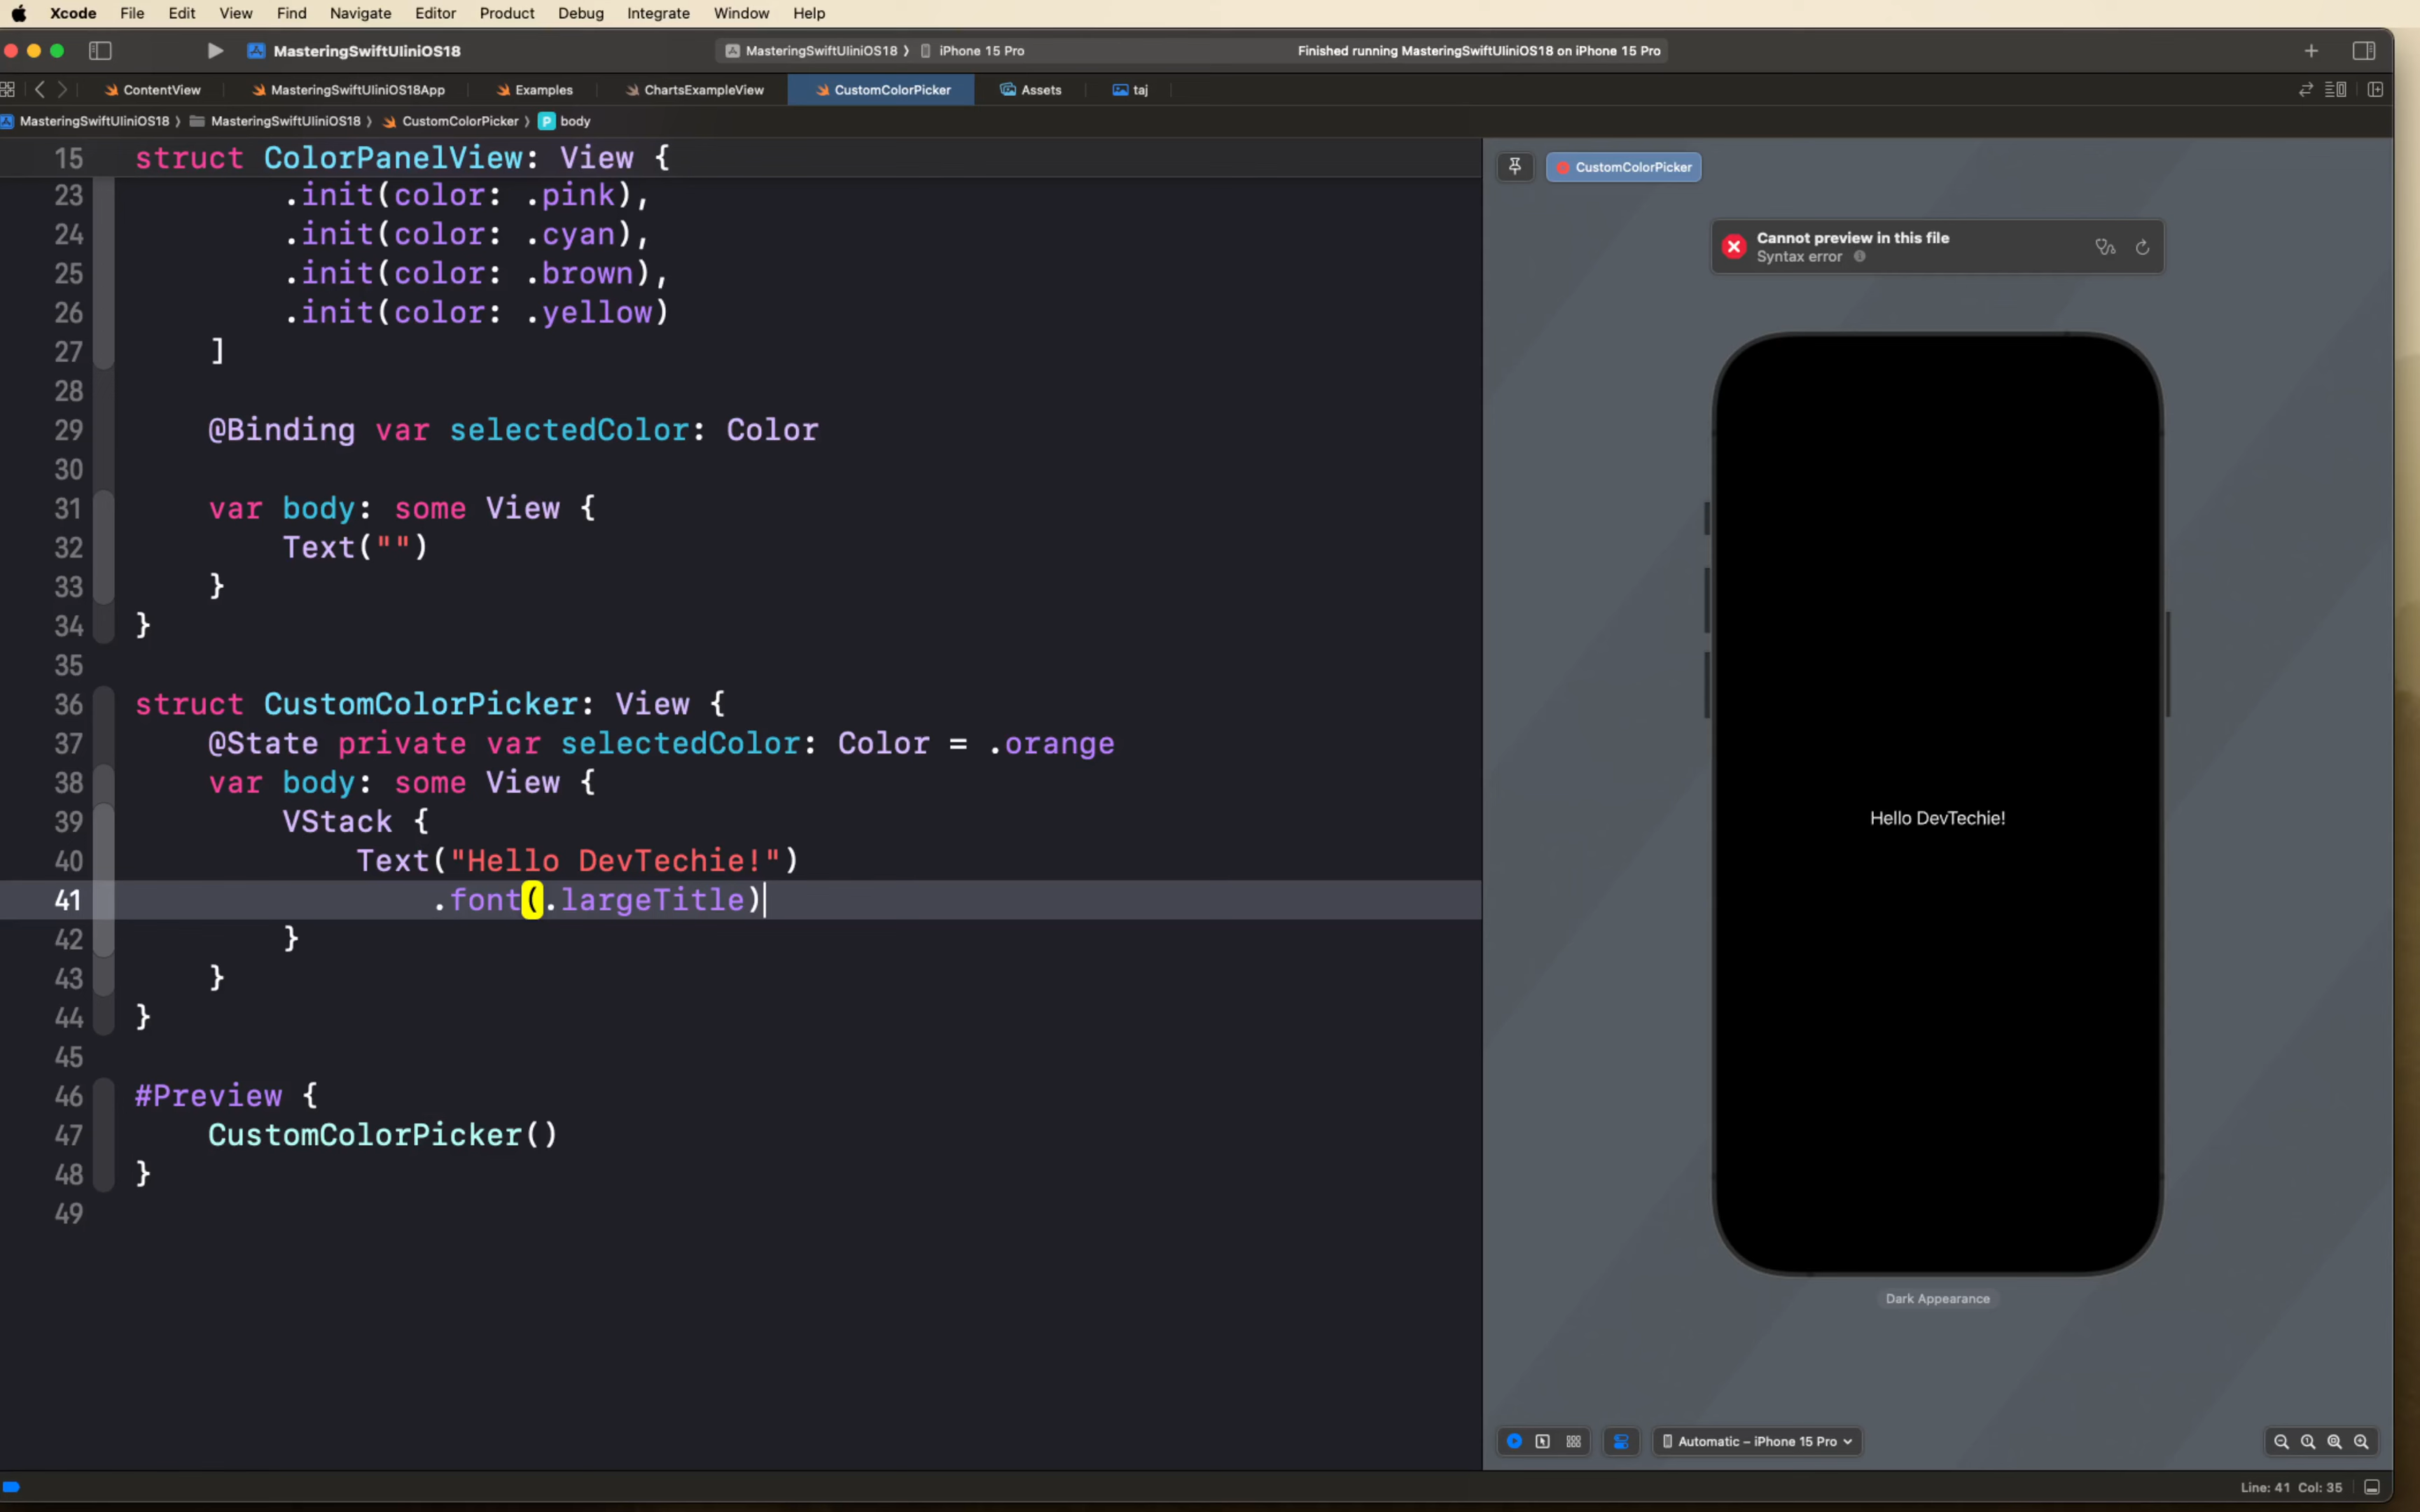 Xcode File Edit View Find Navigate Editor Product Debug Integrate Window Help
MasteringSwiftUIiniOS18
MasteringSwiftUIiniOS18 ⟩ iPhone 15 Pro
Finished running MasteringSwiftUIiniOS18 on iPhone 15 Pro
ContentView MasteringSwiftUIiniOS18App Examples ChartsExampleView CustomColorPicker Assets taj
MasteringSwiftUIiniOS18 ⟩ MasteringSwiftUIiniOS18 ⟩ CustomColorPicker ⟩ P body
15 struct ColorPanelView: View {
23 .init(color: .pink),
24 .init(color: .cyan),
25 .init(color: .brown),
26 .init(color: .yellow)
27 ]
28
29 @Binding var selectedColor: Color
30
31 var body: some View {
32 Text("")
33 }
34 }
35
36 struct CustomColorPicker: View {
37 @State private var selectedColor: Color = .orange
38 var body: some View {
39 VStack {
40 Text("Hello DevTechie!")
41 .font(.largeTitle)
42 }
43 }
44 }
45
46 #Preview {
47 CustomColorPicker()
48 }
49
CustomColorPicker
Cannot preview in this file
Syntax error
Hello DevTechie!
Dark Appearance
Automatic – iPhone 15 Pro
Line: 41 Col: 35